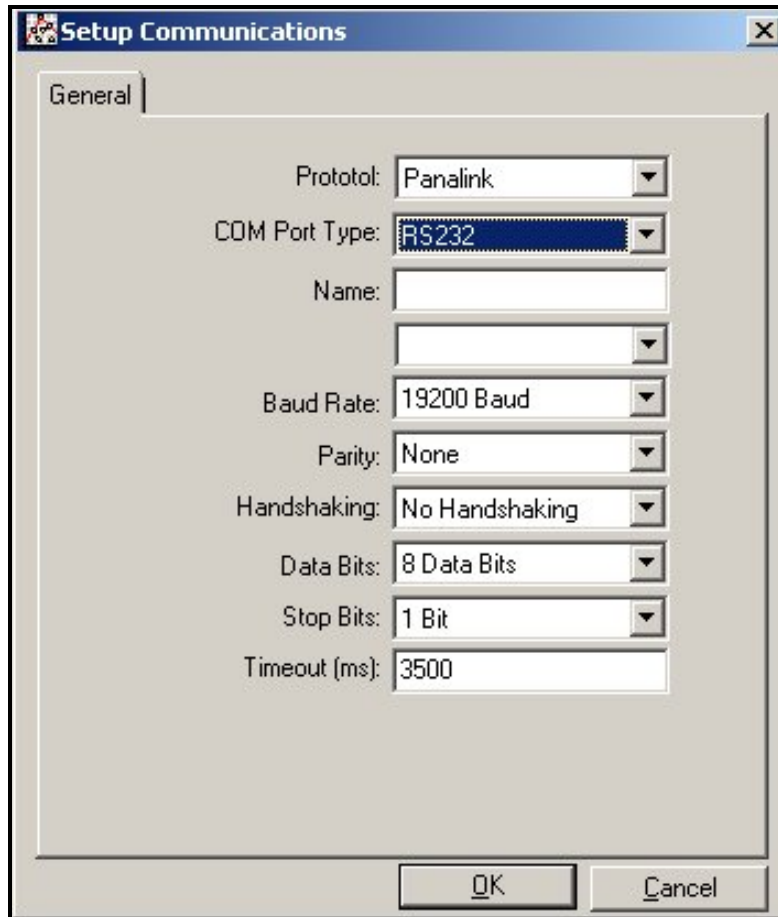 Setup Communications
General
Prototol: Panalink
COM Port Type: RS232
Name:
Baud Rate: 19200 Baud
Parity: None
Handshaking: No Handshaking
Data Bits: 8 Data Bits
Stop Bits: 1 Bit
Timeout (ms): 3500
OK Cancel